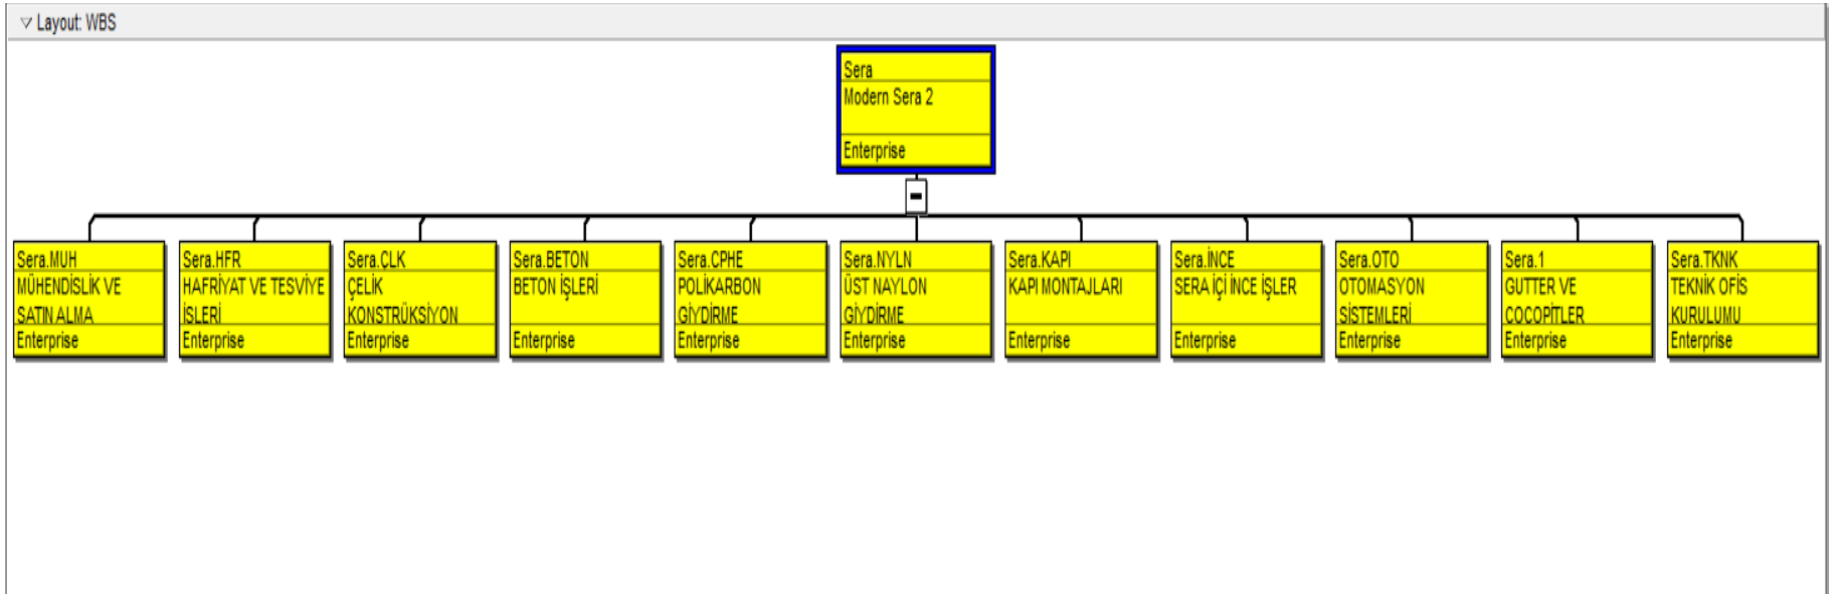 Layout: WBS
Sera
Modern Sera 2
Enterprise
Sera.MUH
MÜHENDİSLİK VE
SATIN ALMA
Enterprise
Sera.HFR
HAFRİYAT VE TESVİYE
İŞLERİ
Enterprise
Sera.ÇLK
ÇELİK
KONSTRÜKSİYON
Enterprise
Sera.BETON
BETON İŞLERİ
Enterprise
Sera.CPHE
POLİKARBON
GİYDİRME
Enterprise
Sera.NYLN
ÜST NAYLON
GİYDİRME
Enterprise
Sera.KAPI
KAPI MONTAJLARI
Enterprise
Sera.İNCE
SERA İÇİ İNCE İŞLER
Enterprise
Sera.OTO
OTOMASYON
SİSTEMLERİ
Enterprise
Sera.1
GUTTER VE
COCOPİTLER
Enterprise
Sera.TKNK
TEKNİK OFİS
KURULUMU
Enterprise